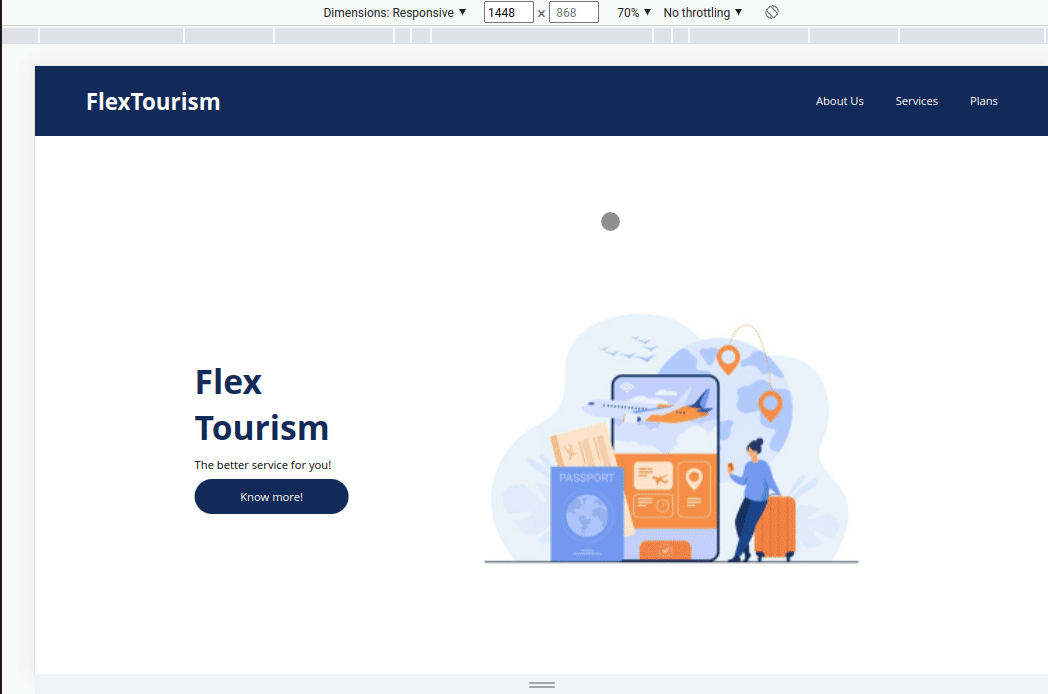 Dimensions: Responsive ▼ 1448 × 868 70% ▼ No throttling ▼
FlexTourism
About Us Services Plans
Flex
Tourism
The better service for you!
Know more!
PASSPORT